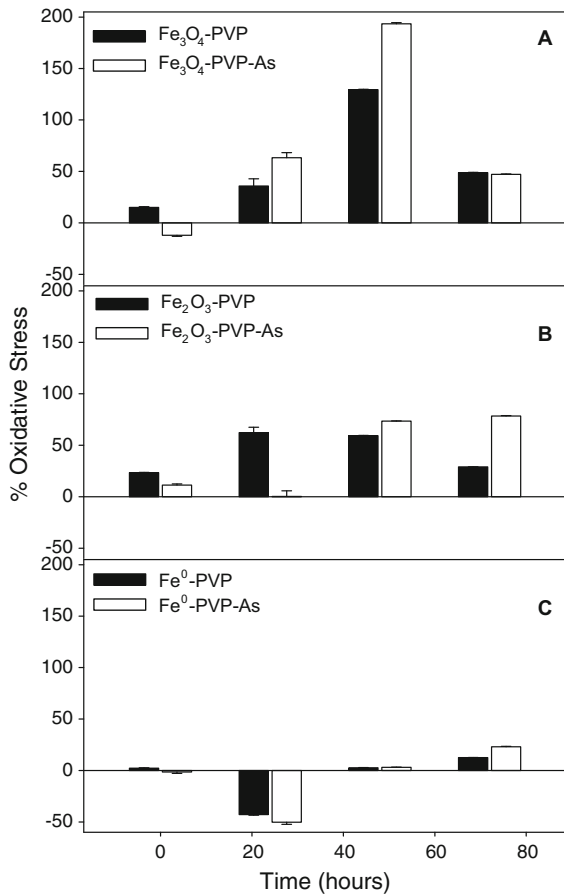 % Oxidative Stress
200
150
100
50
0
-50
Fe₃O₄-PVP
Fe₃O₄-PVP-As
A
200
150
100
50
0
-50
Fe₂O₃-PVP
Fe₂O₃-PVP-As
B
200
150
100
50
0
-50
Fe⁰-PVP
Fe⁰-PVP-As
C
0 20 40 60 80
Time (hours)